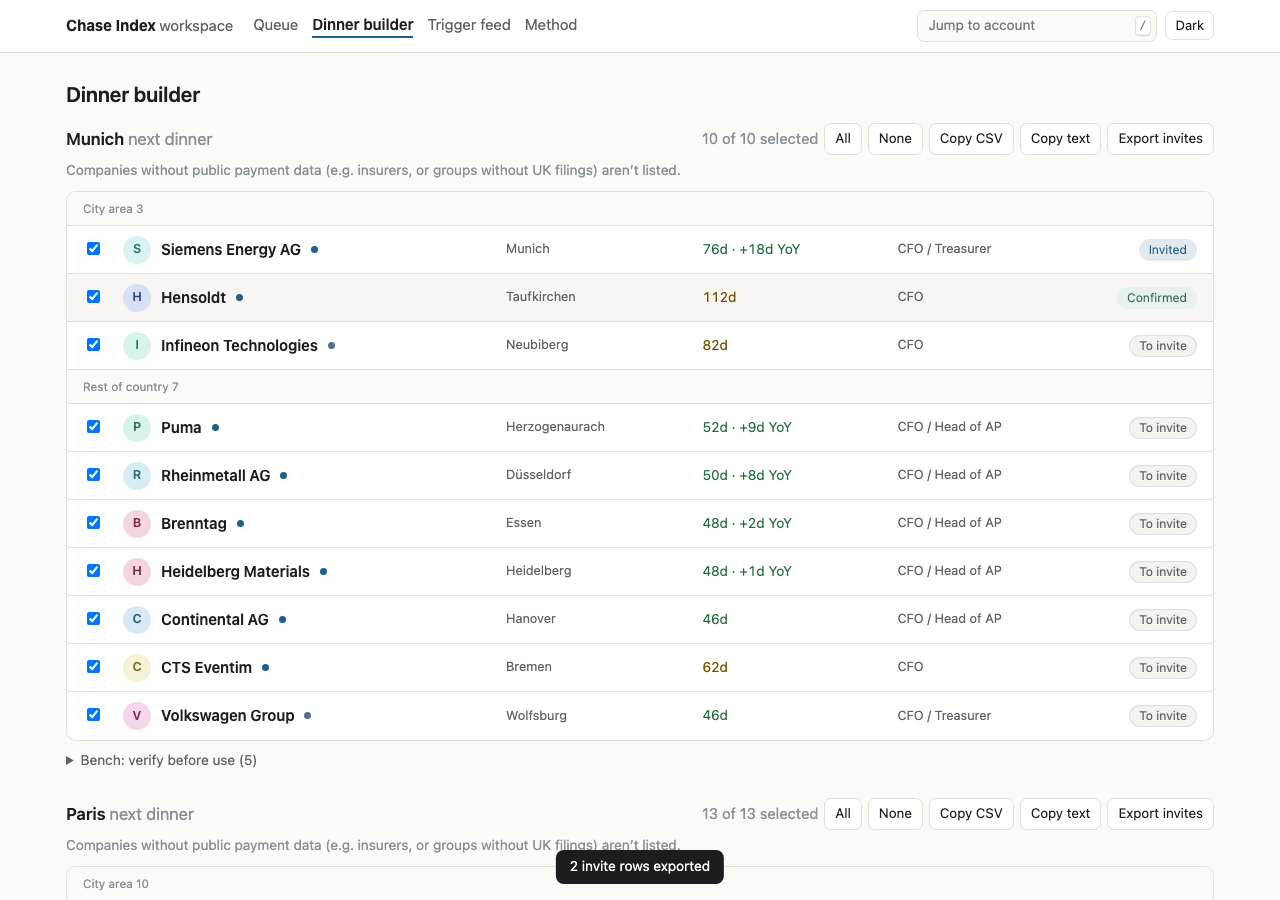 Chase Index workspace Queue Dinner builder Trigger feed Method Jump to account / Dark
Dinner builder
Munich next dinner 10 of 10 selected All None Copy CSV Copy text Export invites
Companies without public payment data (e.g. insurers, or groups without UK filings) aren’t listed.
City area 3
S Siemens Energy AG Munich 76d · +18d YoY CFO / Treasurer Invited
H Hensoldt Taufkirchen 112d CFO Confirmed
I Infineon Technologies Neubiberg 82d CFO To invite
Rest of country 7
P Puma Herzogenaurach 52d · +9d YoY CFO / Head of AP To invite
R Rheinmetall AG Düsseldorf 50d · +8d YoY CFO / Head of AP To invite
B Brenntag Essen 48d · +2d YoY CFO / Head of AP To invite
H Heidelberg Materials Heidelberg 48d · +1d YoY CFO / Head of AP To invite
C Continental AG Hanover 46d CFO / Head of AP To invite
C CTS Eventim Bremen 62d CFO To invite
V Volkswagen Group Wolfsburg 46d CFO / Treasurer To invite
Bench: verify before use (5)
Paris next dinner 13 of 13 selected All None Copy CSV Copy text Export invites
Companies without public payment data (e.g. insurers, or groups without UK filings) aren’t listed.
2 invite rows exported
City area 10